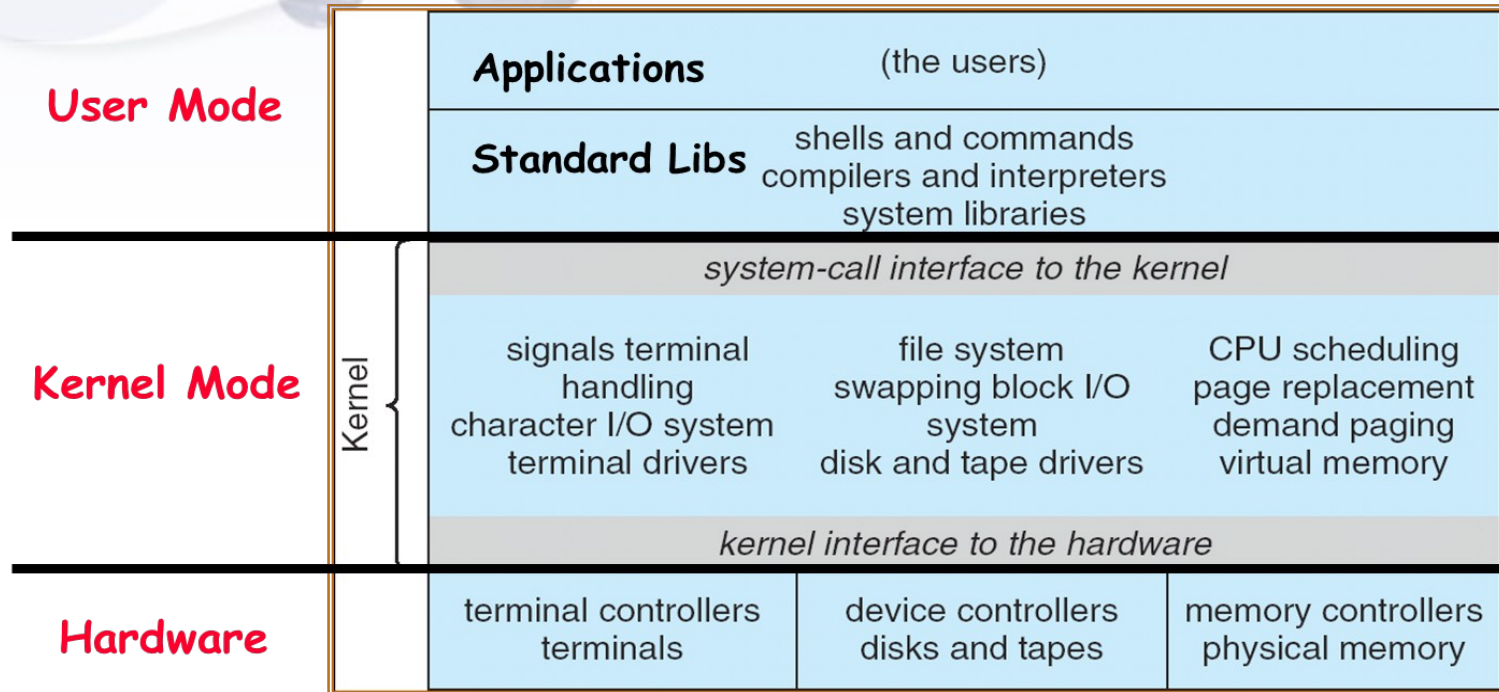 User Mode
Applications (the users)
Standard Libs shells and commands
compilers and interpreters
system libraries
Kernel Mode
Kernel
system-call interface to the kernel
signals terminal
handling
character I/O system
terminal drivers
file system
swapping block I/O
system
disk and tape drivers
CPU scheduling
page replacement
demand paging
virtual memory
kernel interface to the hardware
Hardware
terminal controllers
terminals
device controllers
disks and tapes
memory controllers
physical memory